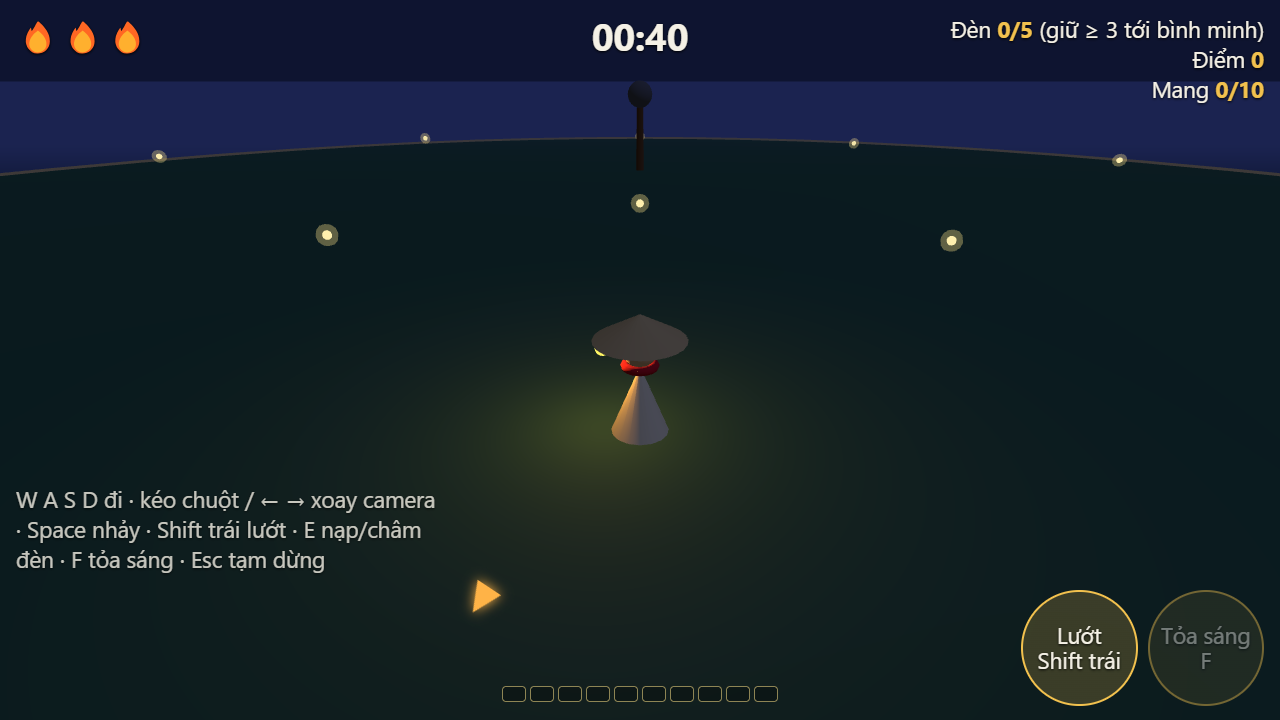 00:40
Đèn 0/5 (giữ ≥ 3 tới bình minh)
Điểm 0
Mang 0/10
W A S D đi · kéo chuột / ← → xoay camera
· Space nhảy · Shift trái lướt · E nạp/châm
đèn · F tỏa sáng · Esc tạm dừng
Lướt
Shift trái
Tỏa sáng
F